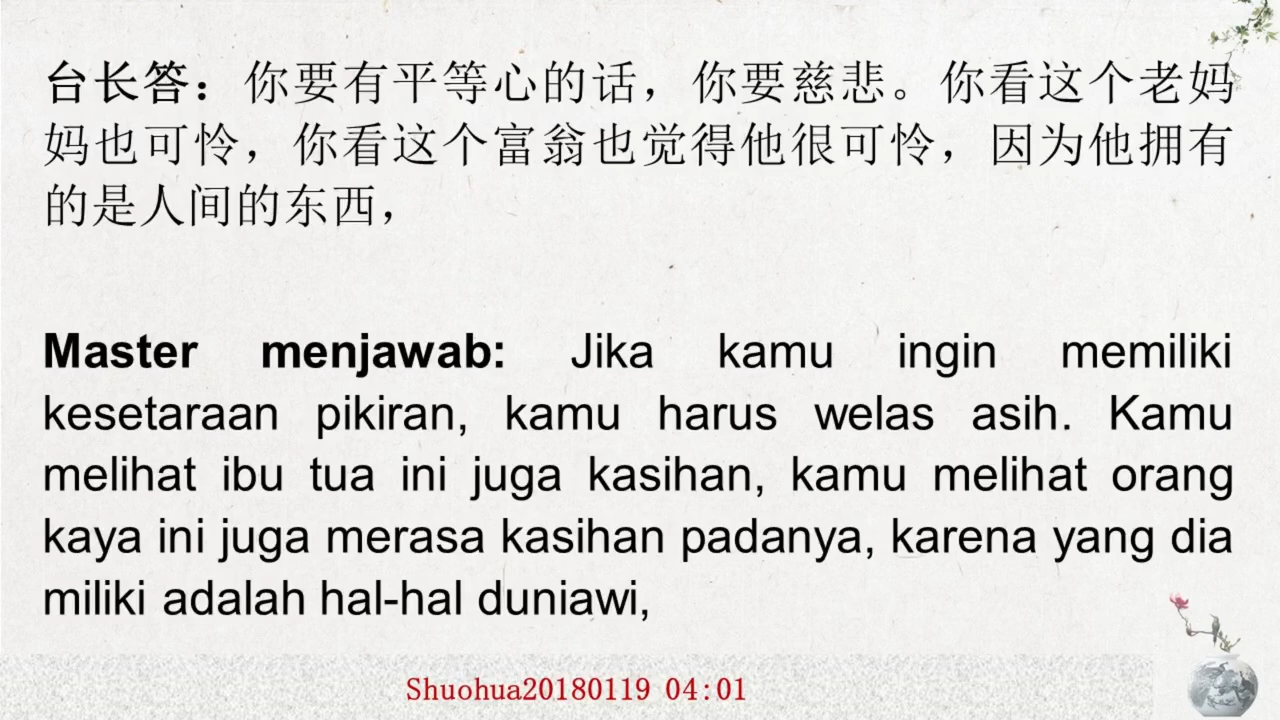 台长答：你要有平等心的话，你要慈悲。你看这个老妈
妈也可怜，你看这个富翁也觉得他很可怜，因为他拥有
的是人间的东西，
Master menjawab: Jika kamu ingin memiliki
kesetaraan pikiran, kamu harus welas asih. Kamu
melihat ibu tua ini juga kasihan, kamu melihat orang
kaya ini juga merasa kasihan padanya, karena yang dia
miliki adalah hal-hal duniawi,
Shuohua20180119 04:01